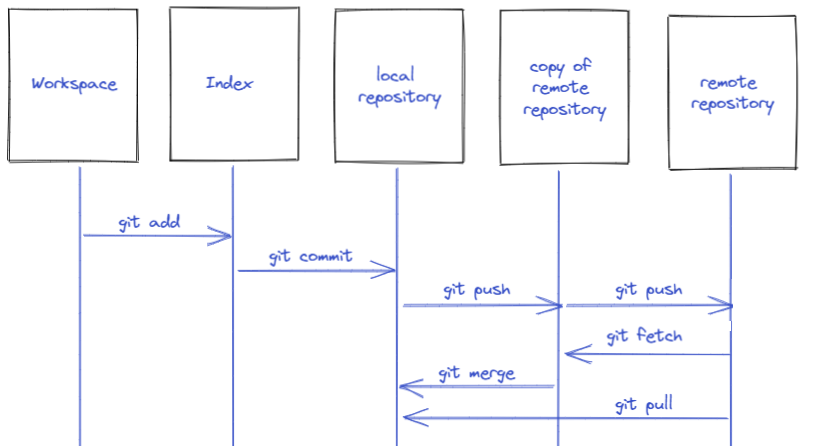 Workspace
Index
local
repository
copy of
remote
repository
remote
repository
git add
git commit
git push
git push
git fetch
git merge
git pull